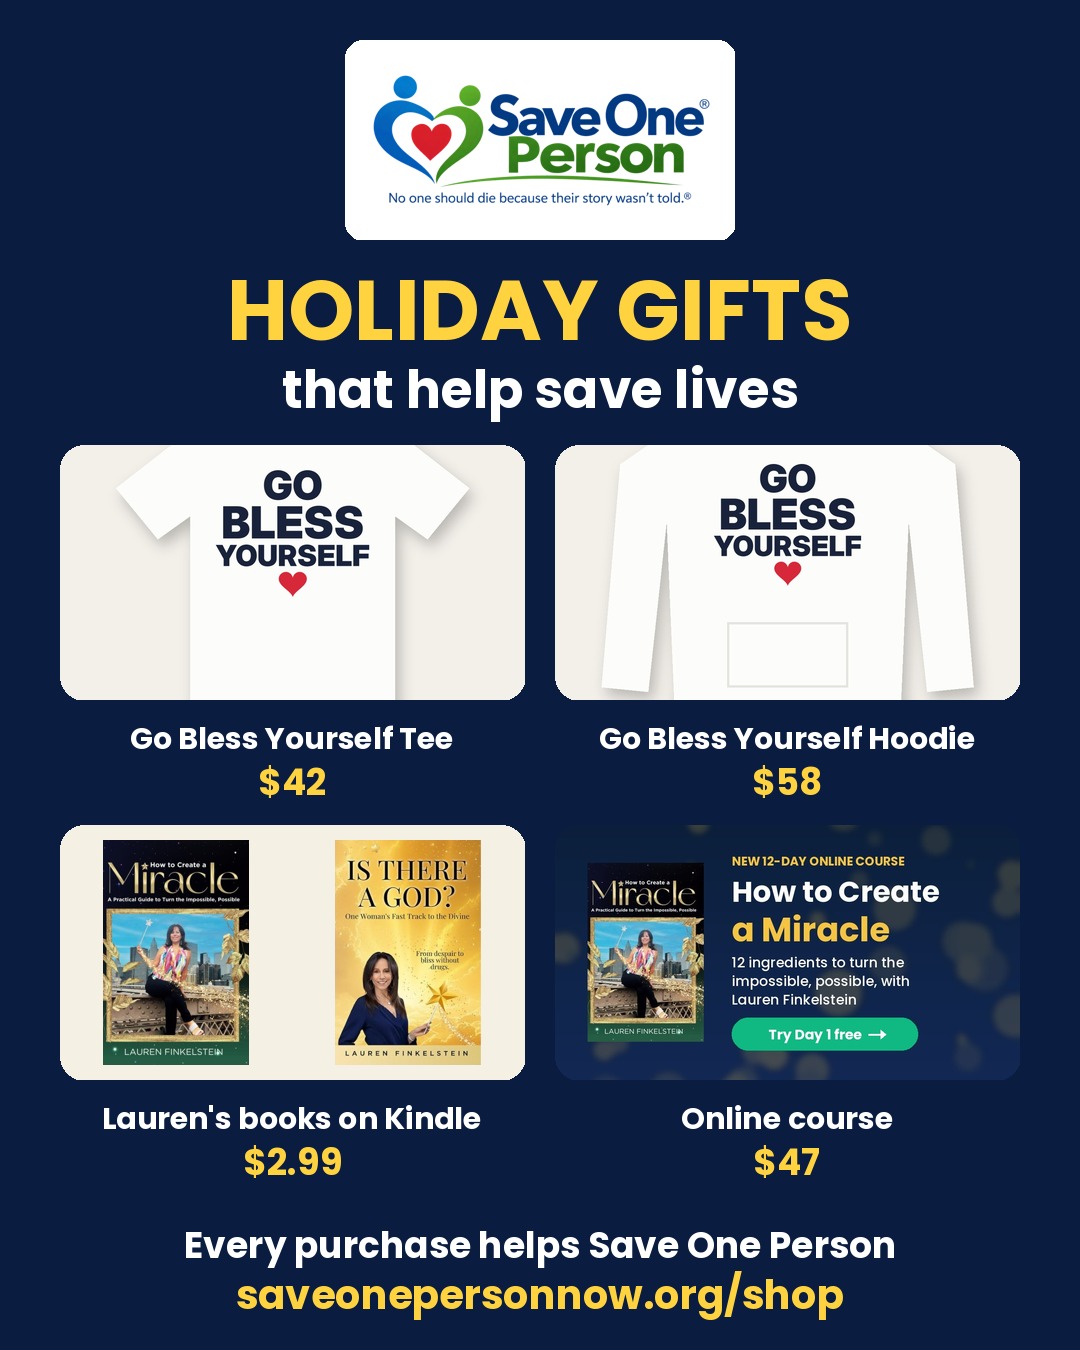 Save One®
Person
No one should die because their story wasn't told.®
HOLIDAY GIFTS
that help save lives
GO
BLESS
YOURSELF
GO
BLESS
YOURSELF
Go Bless Yourself Tee
$42
Go Bless Yourself Hoodie
$58
How to Create a
Miracle
A Practical Guide to Turn the Impossible, Possible
LAUREN FINKELSTEIN
IS THERE
A GOD?
One Woman's Fast Track to the Divine
From despair to
bliss without
drugs.
LAUREN FINKELSTEIN
How to Create a
Miracle
A Practical Guide to Turn the Impossible, Possible
LAUREN FINKELSTEIN
NEW 12-DAY ONLINE COURSE
How to Create
a Miracle
12 ingredients to turn the
impossible, possible, with
Lauren Finkelstein
Try Day 1 free →
Lauren's books on Kindle
$2.99
Online course
$47
Every purchase helps Save One Person
saveonepersonnow.org/shop